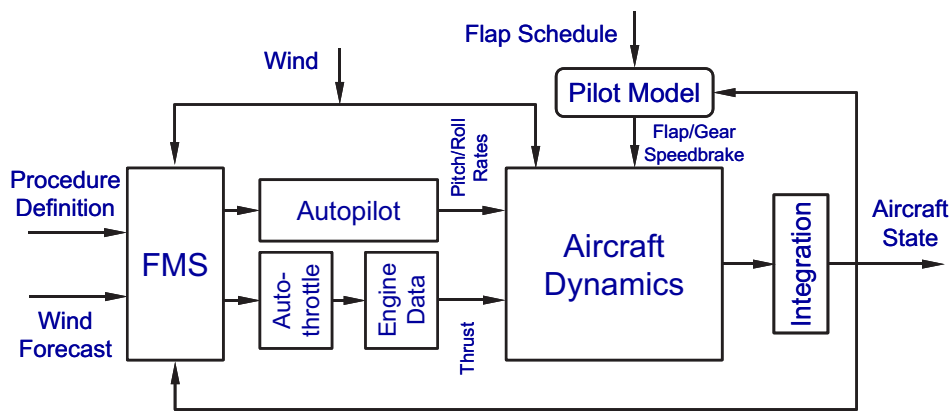 Flap Schedule
Wind
Pilot Model
Flap/Gear
Speedbrake
Pitch/Roll
Rates
Procedure
Definition
Autopilot
Aircraft
State
FMS
Aircraft
Dynamics
Integration
Auto-
throttle
Engine
Data
Wind
Forecast
Thrust